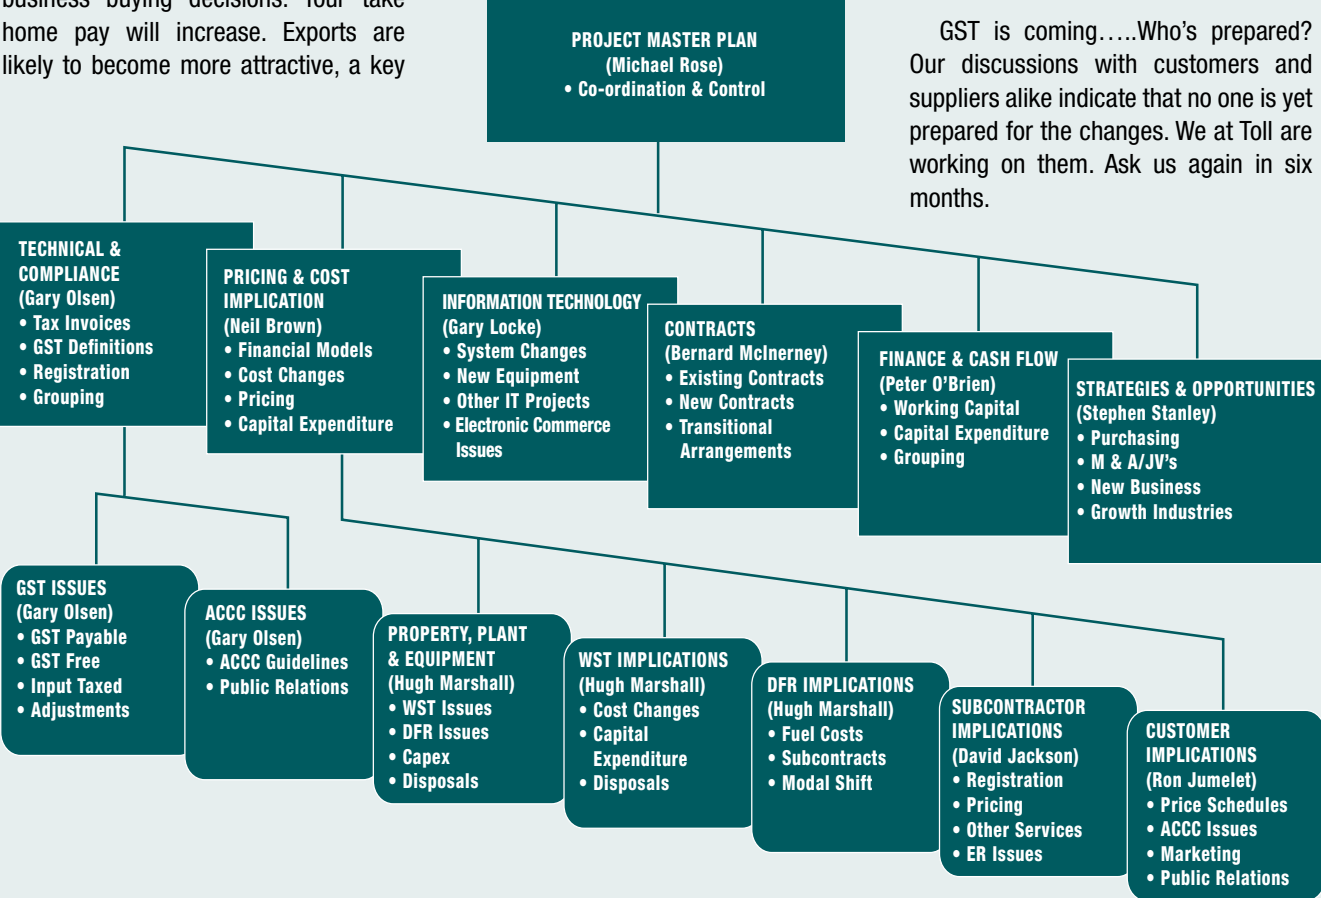 business buying decisions. Your take
home pay will increase. Exports are
likely to become more attractive, a key
PROJECT MASTER PLAN
(Michael Rose)
• Co-ordination & Control
GST is coming…..Who’s prepared?
Our discussions with customers and
suppliers alike indicate that no one is yet
prepared for the changes. We at Toll are
working on them. Ask us again in six
months.
TECHNICAL &
COMPLIANCE
(Gary Olsen)
• Tax Invoices
• GST Definitions
• Registration
• Grouping
PRICING & COST
IMPLICATION
(Neil Brown)
• Financial Models
• Cost Changes
• Pricing
• Capital Expenditure
INFORMATION TECHNOLOGY
(Gary Locke)
• System Changes
• New Equipment
• Other IT Projects
• Electronic Commerce
Issues
CONTRACTS
(Bernard McInerney)
• Existing Contracts
• New Contracts
• Transitional
Arrangements
FINANCE & CASH FLOW
(Peter O’Brien)
• Working Capital
• Capital Expenditure
• Grouping
STRATEGIES & OPPORTUNITIES
(Stephen Stanley)
• Purchasing
• M & A/JV’s
• New Business
• Growth Industries
GST ISSUES
(Gary Olsen)
• GST Payable
• GST Free
• Input Taxed
• Adjustments
ACCC ISSUES
(Gary Olsen)
• ACCC Guidelines
• Public Relations
PROPERTY, PLANT
& EQUIPMENT
(Hugh Marshall)
• WST Issues
• DFR Issues
• Capex
• Disposals
WST IMPLICATIONS
(Hugh Marshall)
• Cost Changes
• Capital
Expenditure
• Disposals
DFR IMPLICATIONS
(Hugh Marshall)
• Fuel Costs
• Subcontracts
• Modal Shift
SUBCONTRACTOR
IMPLICATIONS
(David Jackson)
• Registration
• Pricing
• Other Services
• ER Issues
CUSTOMER
IMPLICATIONS
(Ron Jumelet)
• Price Schedules
• ACCC Issues
• Marketing
• Public Relations